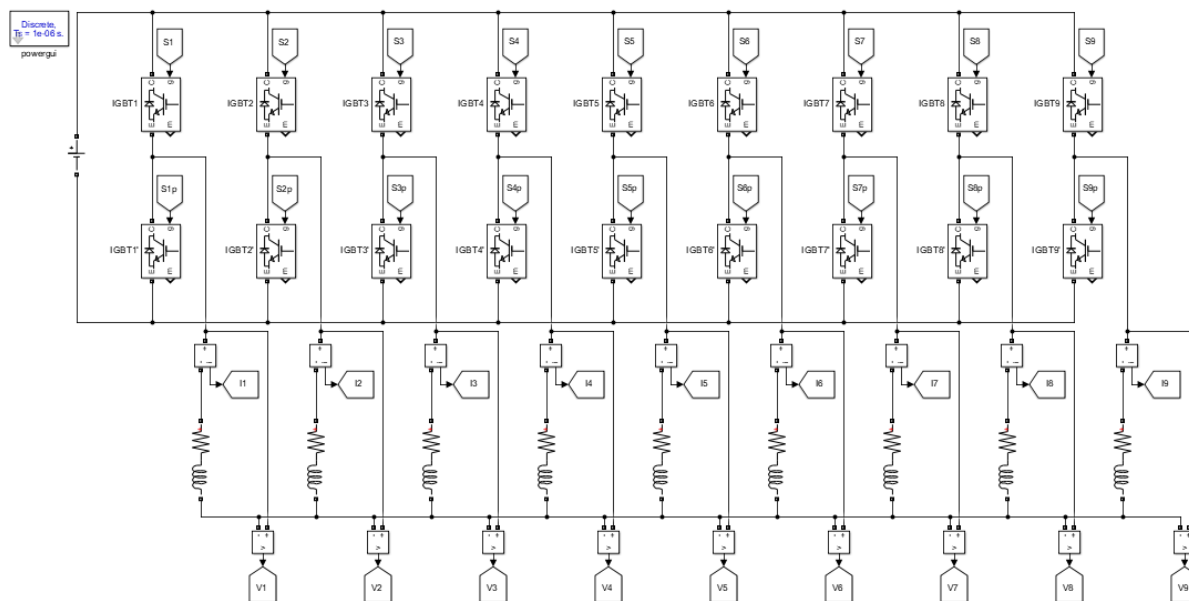 Discrete,
Ts = 1e-06 s.
powergui
S1 S2 S3 S4 S5 S6 S7 S8 S9
C g C g C g C g C g C g C g C g C g
IGBT1 IGBT2 IGBT3 IGBT4 IGBT5 IGBT6 IGBT7 IGBT8 IGBT9
E m E m E m E m E m E m E m E m E m
+
S1p S2p S3p S4p S5p S6p S7p S8p S9p
C g C g C g C g C g C g C g C g C g
IGBT1' IGBT2' IGBT3' IGBT4' IGBT5' IGBT6' IGBT7' IGBT8' IGBT9'
E m E m E m E m E m E m E m E m E m
+ + + + + + + + +
- i - i - i - i - i - i - i - i - i
I1 I2 I3 I4 I5 I6 I7 I8 I9
+ + + + + + + + +
- + - + - + - + - + - + - + - + - +
v v v v v v v v v
V1 V2 V3 V4 V5 V6 V7 V8 V9